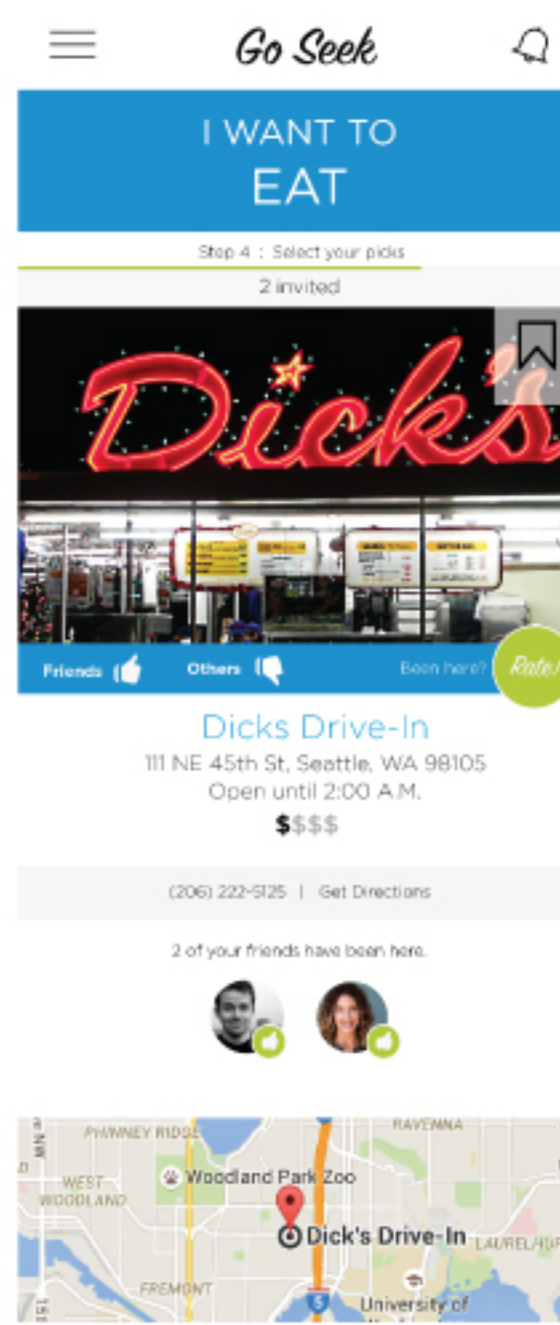 Go Seek
I WANT TO
EAT
Step 4 : Select your picks
2 invited
Dick's
Friends
Others
Been here?
Rate!
Dicks Drive-In
111 NE 45th St, Seattle, WA 98105
Open until 2:00 A.M.
$$$$
(206) 222-5125 | Get Directions
2 of your friends have been here.
PHINNEY RIDGE
RAVENNA
Woodland Park Zoo
WEST
WOODLAND
Dick's Drive-In
FREMONT
5
University of